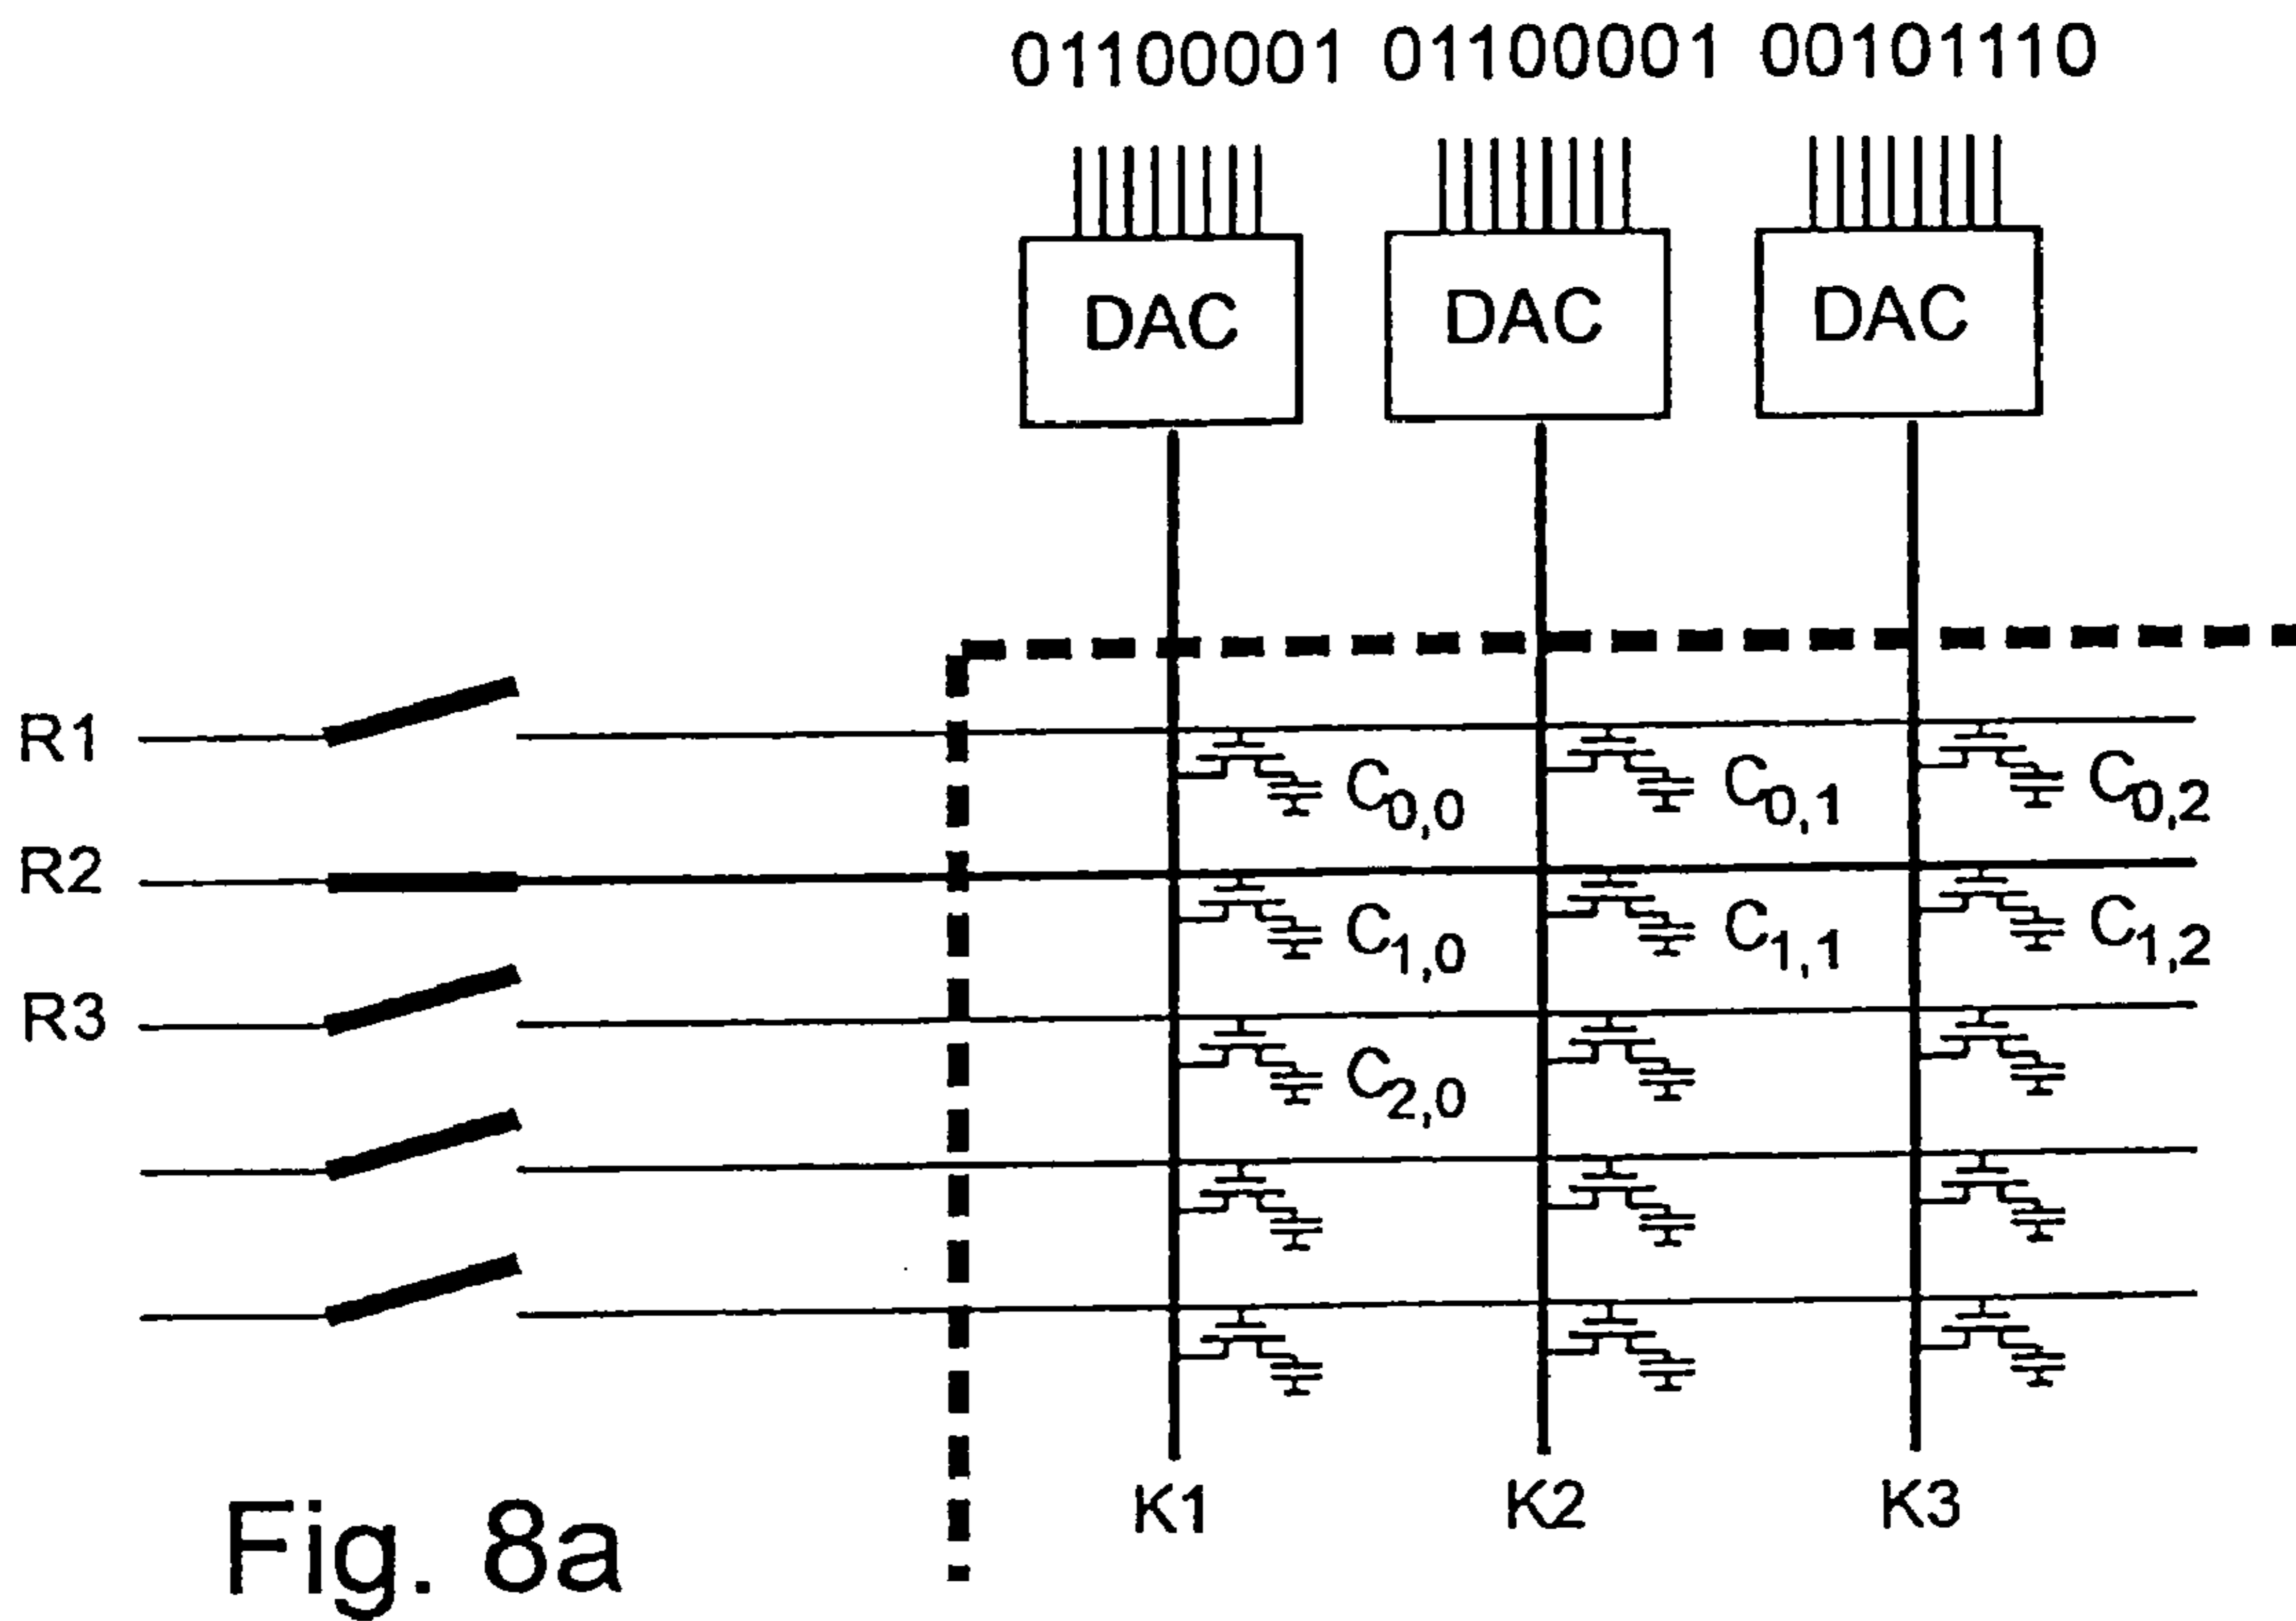 01100001 01100001 00101110
DAC DAC DAC
R1
C0,0 C0,1 C0,2
R2
C1,0 C1,1 C1,2
R3
C2,0
K1 K2 K3
Fig. 8a